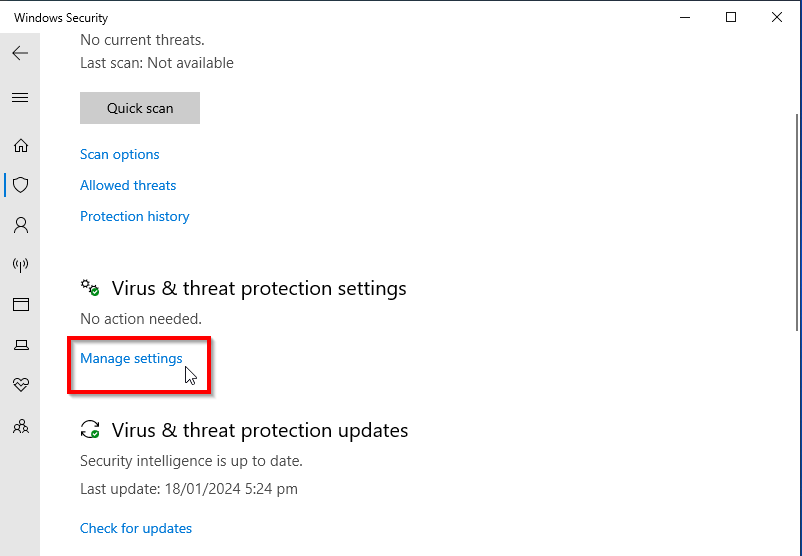 Windows Security
No current threats.
Last scan: Not available
Quick scan
Scan options
Allowed threats
Protection history
Virus & threat protection settings
No action needed.
Manage settings
Virus & threat protection updates
Security intelligence is up to date.
Last update: 18/01/2024 5:24 pm
Check for updates